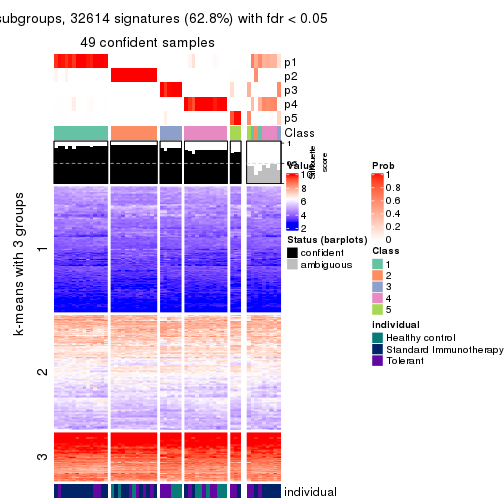 subgroups, 32614 signatures (62.8%) with fdr < 0.05
49 confident samples
p1
p2
p3
p4
p5
Class
1
Silhouette
score
k-means with 3 groups
1
2
3
individual
Value
10
8
6
4
2
Status (barplots)
confident
ambiguous
Prob
1
0.8
0.6
0.4
0.2
0
Class
1
2
3
4
5
individual
Healthy control
Standard Immunotherapy
Tolerant